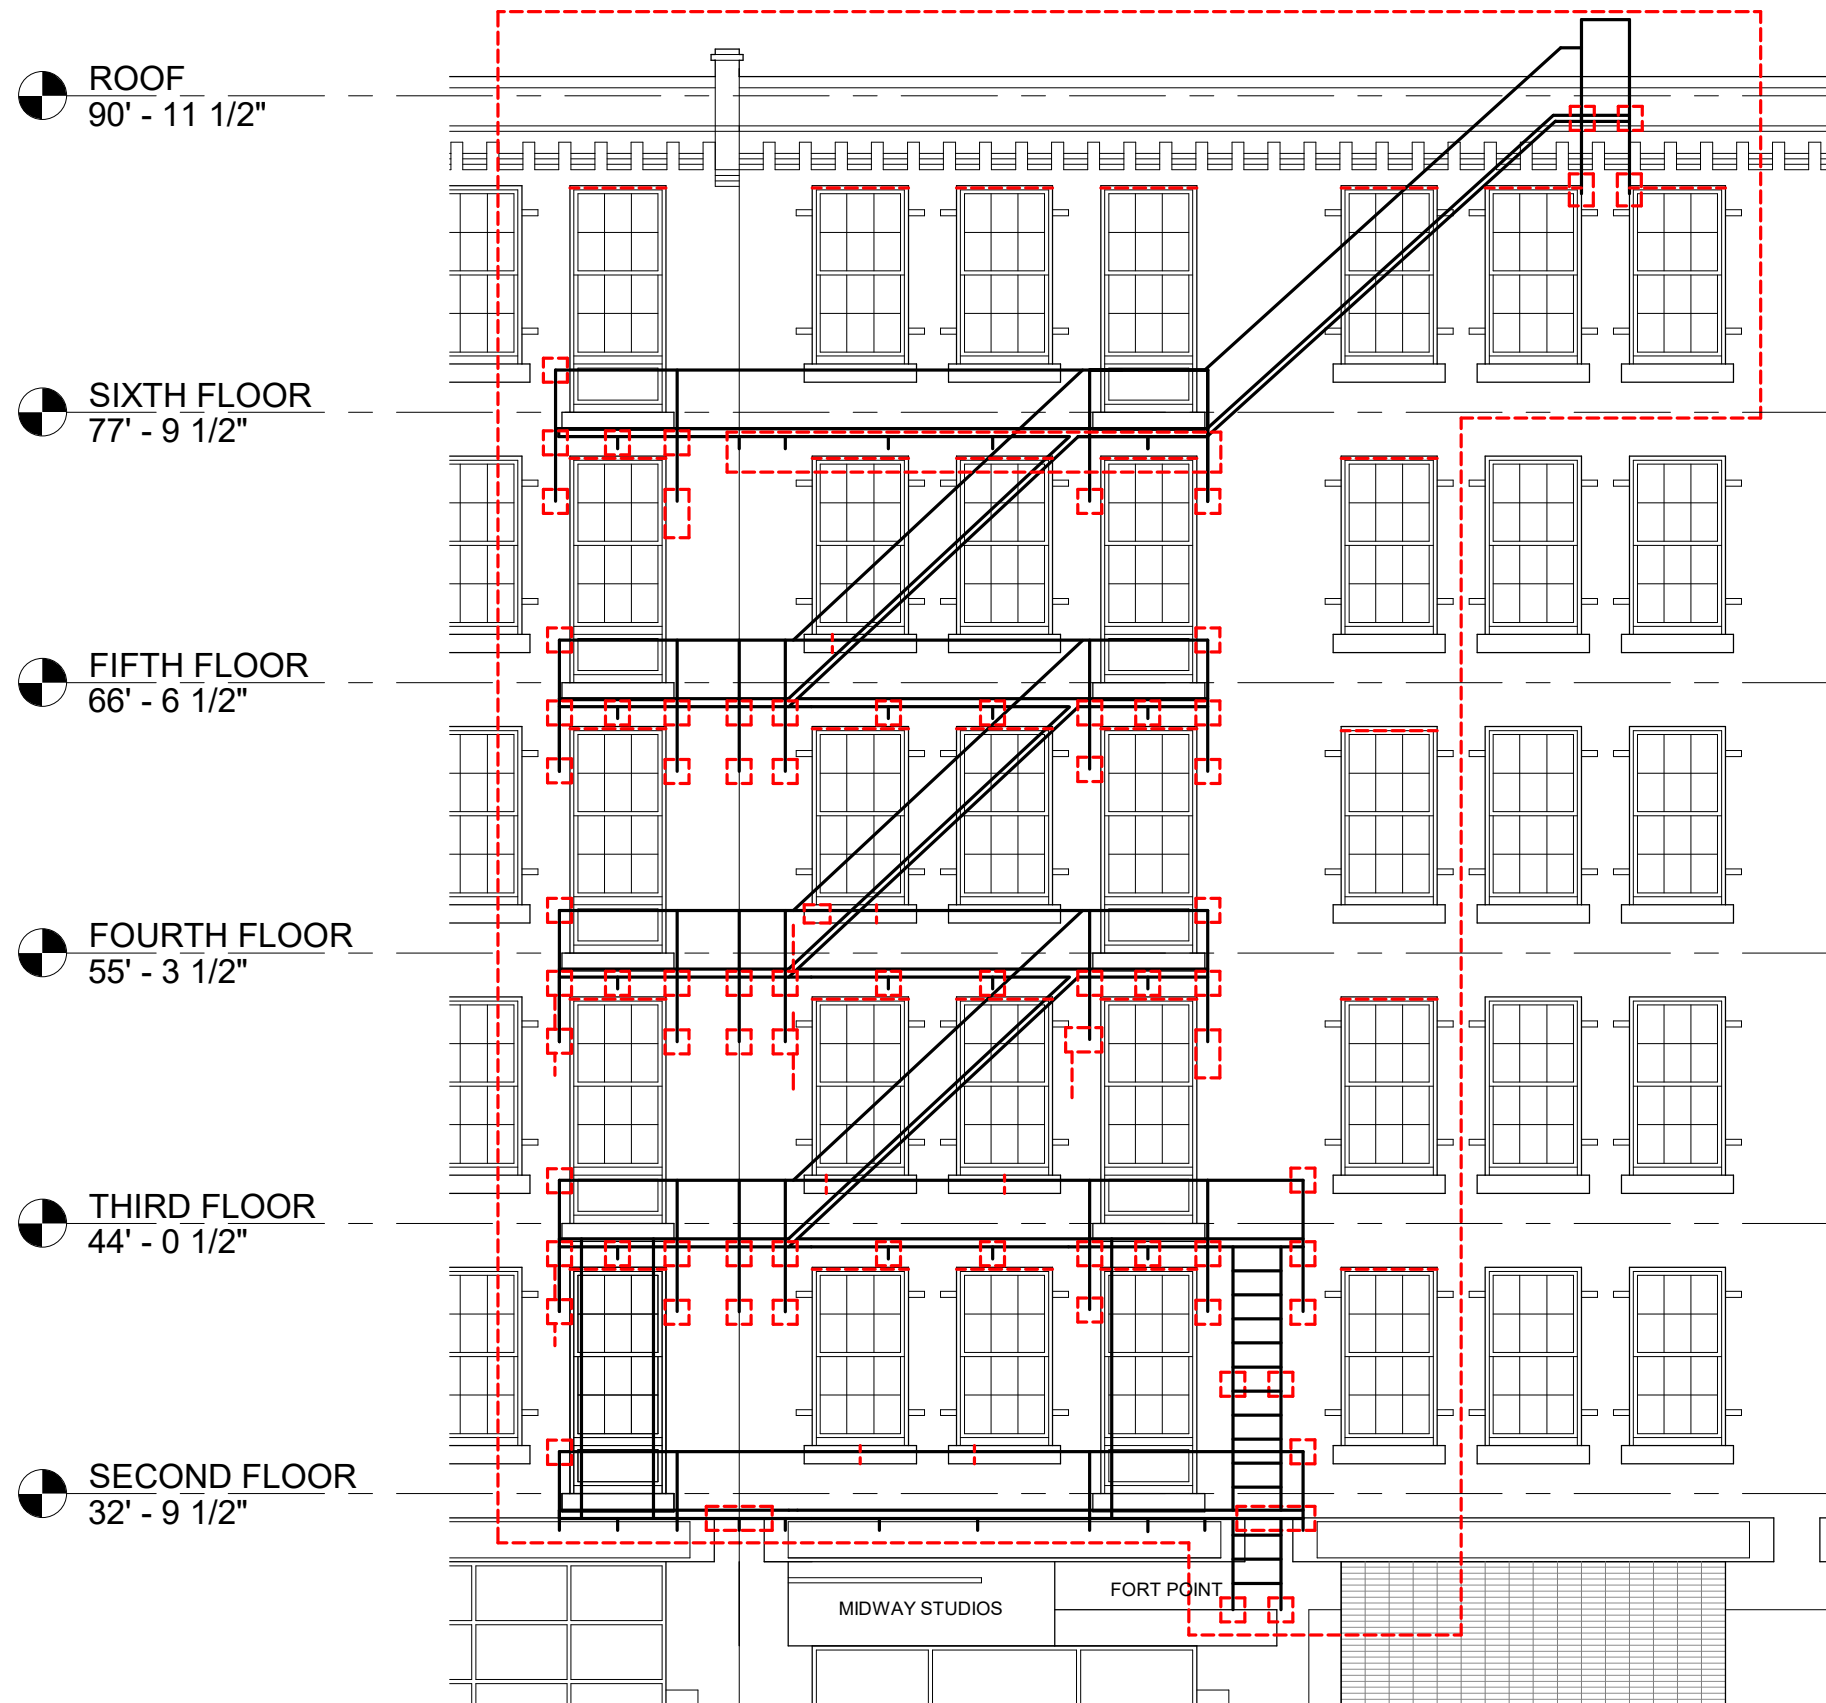 ROOF
90' - 11 1/2"
SIXTH FLOOR
77' - 9 1/2"
FIFTH FLOOR
66' - 6 1/2"
FOURTH FLOOR
55' - 3 1/2"
THIRD FLOOR
44' - 0 1/2"
SECOND FLOOR
32' - 9 1/2"
FORT POINT
MIDWAY STUDIOS